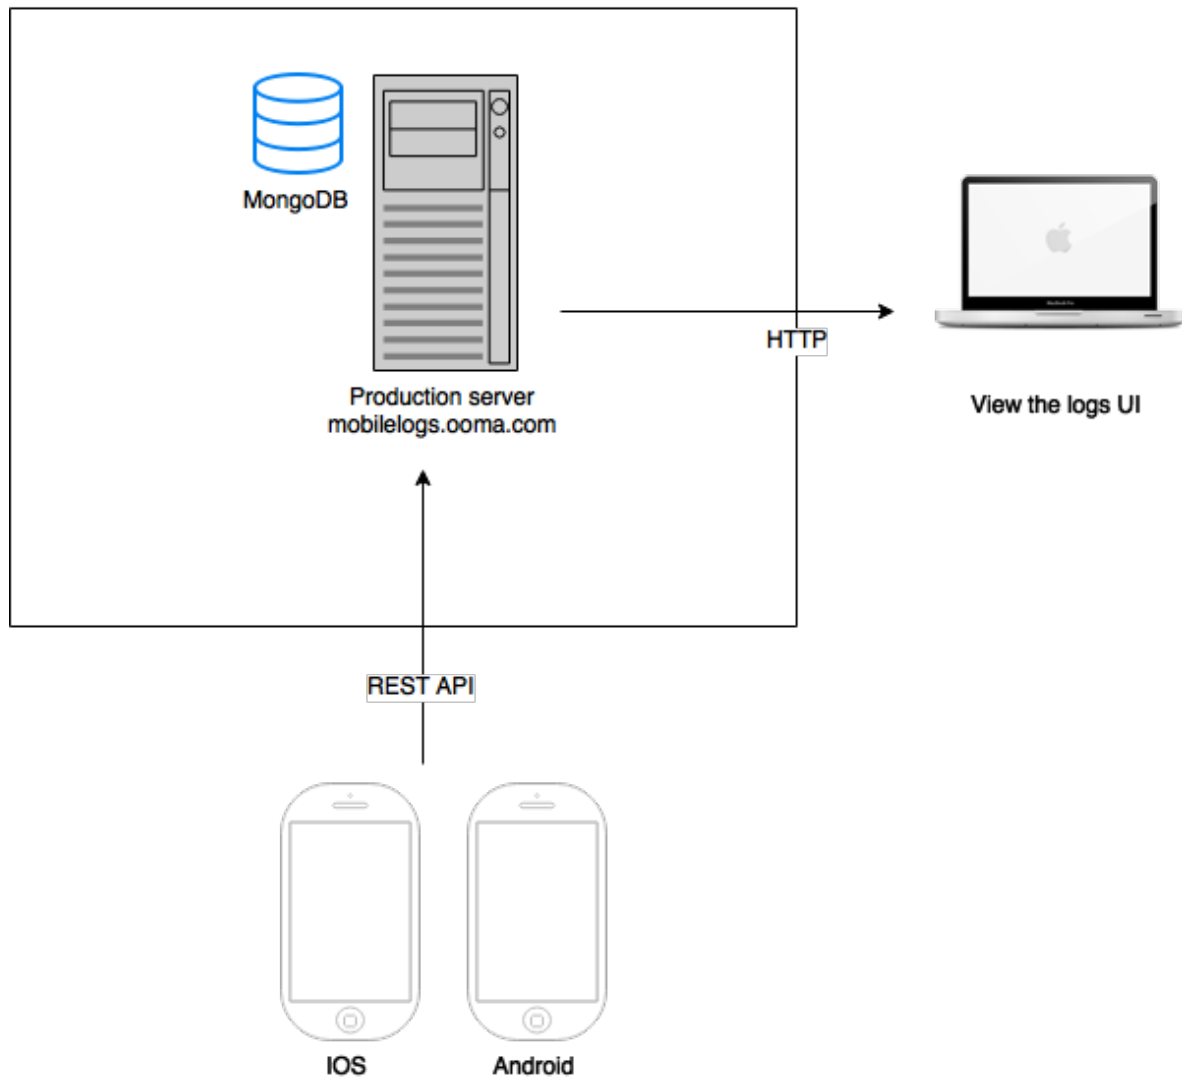 MongoDB
Production server
mobilelogs.ooma.com
HTTP
View the logs UI
REST API
IOS
Android